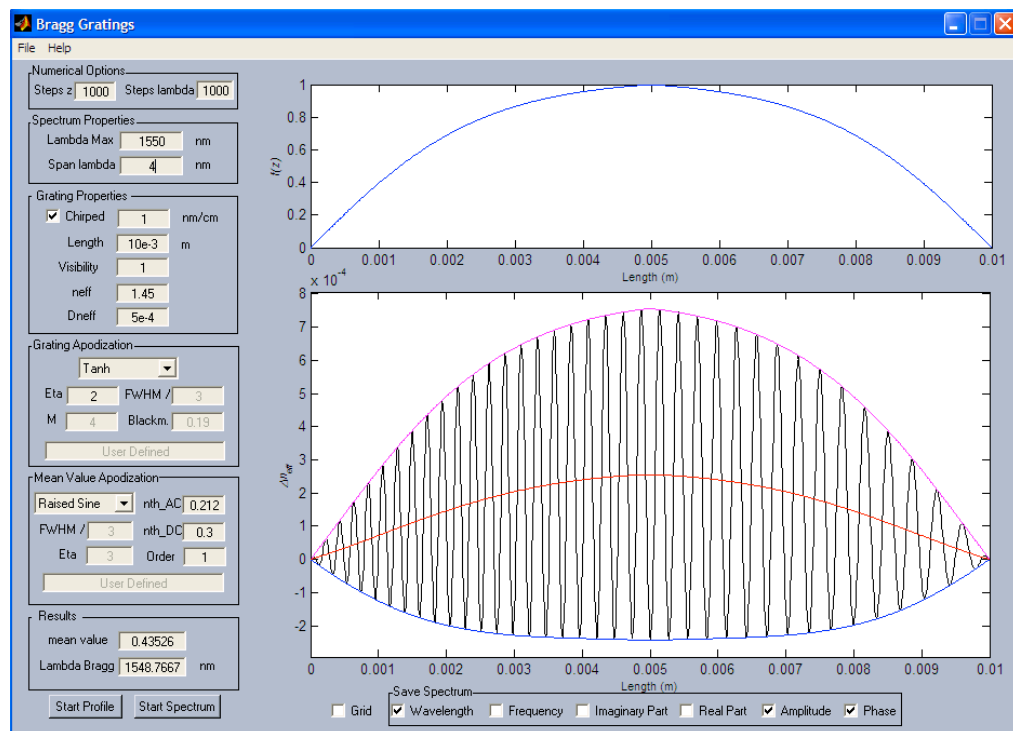 Bragg Gratings
File Help
Numerical Options
Steps z 1000 Steps lambda 1000
Spectrum Properties
Lambda Max 1550 nm
Span lambda 4 nm
Grating Properties
Chirped 1 nm/cm
Length 10e-3 m
Visibility 1
neff 1.45
Dneff 5e-4
Grating Apodization
Tanh
Eta 2 FWHM / 3
M 4 Blackm. 0.19
User Defined
Mean Value Apodization
Raised Sine nth_AC 0.212
FWHM / 3 nth_DC 0.3
Eta 3 Order 1
User Defined
Results
mean value 0.43526
Lambda Bragg 1548.7667 nm
Start Profile Start Spectrum
1
0.8
0.6
0.4
0.2
0
f(z)
0 0.001 0.002 0.003 0.004 0.005 0.006 0.007 0.008 0.009 0.01
Length (m)
x 10⁻⁴
8
7
6
5
4
3
2
1
0
-1
-2
Δn_eff
0 0.001 0.002 0.003 0.004 0.005 0.006 0.007 0.008 0.009 0.01
Length (m)
Save Spectrum
Grid Wavelength Frequency Imaginary Part Real Part Amplitude Phase